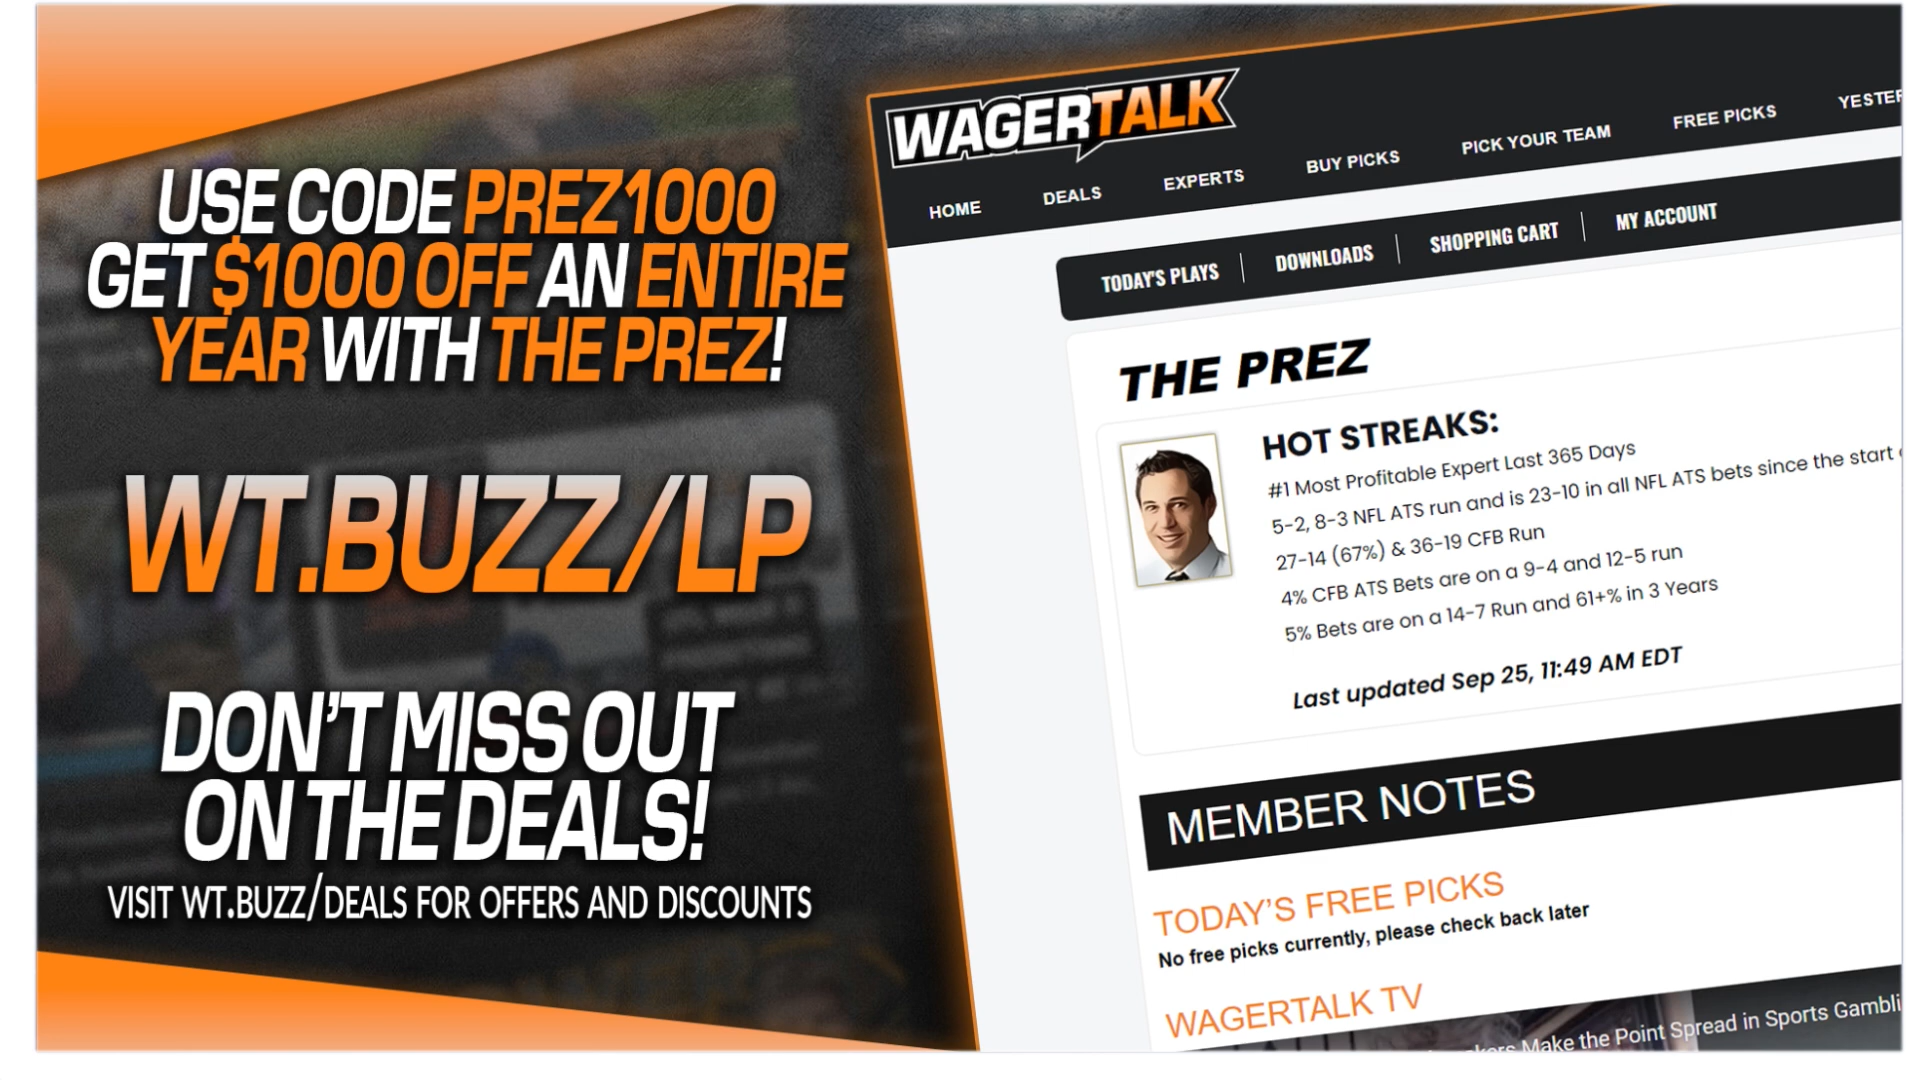 USE CODE PREZ1000
GET $1000 OFF AN ENTIRE
YEAR WITH THE PREZ!
WT.BUZZ/LP
DON'T MISS OUT
ON THE DEALS!
VISIT WT.BUZZ/DEALS FOR OFFERS AND DISCOUNTS
WAGERTALK
HOME DEALS EXPERTS BUY PICKS PICK YOUR TEAM FREE PICKS
TODAY'S PLAYS DOWNLOADS SHOPPING CART MY ACCOUNT
THE PREZ
HOT STREAKS:
#1 Most Profitable Expert Last 365 Days
5-2, 8-3 NFL ATS run and is 23-10 in all NFL ATS bets since the start
27-14 (67%) & 36-19 CFB Run
4% CFB ATS Bets are on a 9-4 and 12-5 run
5% Bets are on a 14-7 Run and 61+% in 3 Years
Last updated Sep 25, 11:49 AM EDT
MEMBER NOTES
TODAY'S FREE PICKS
No free picks currently, please check back later
WAGERTALK TV
Make the Point Spread in Sports